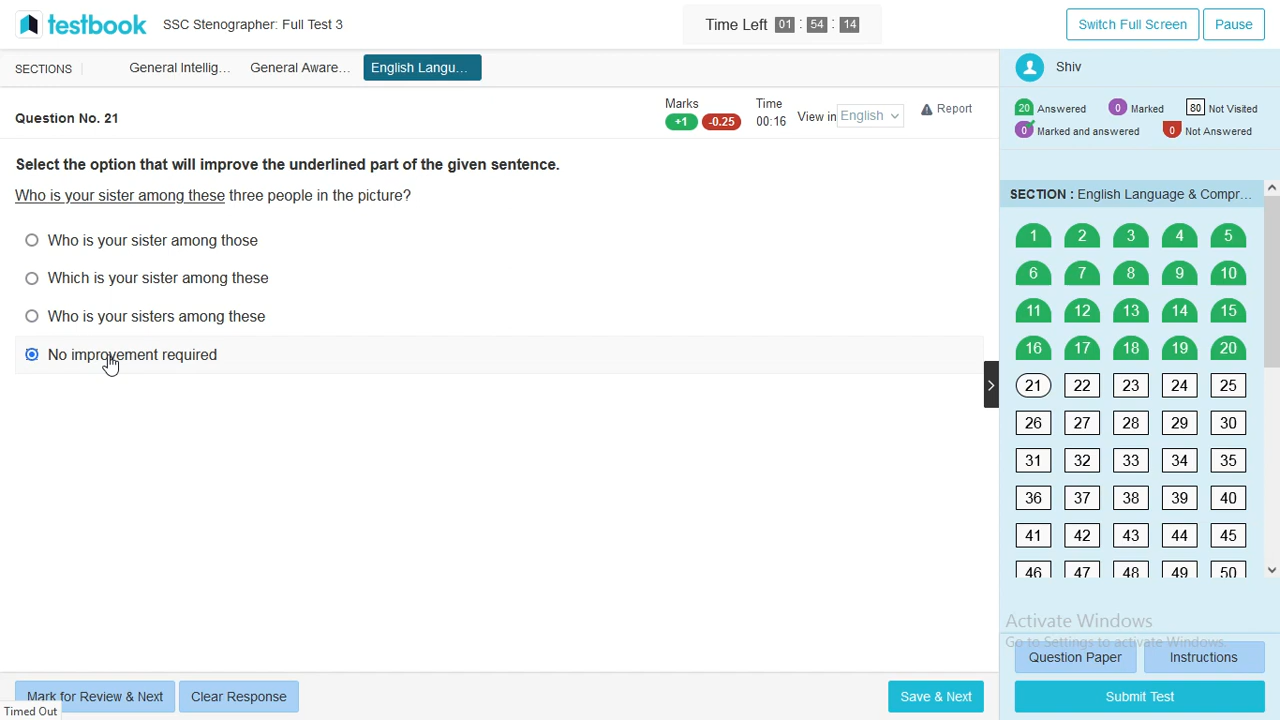 testbook SSC Stenographer: Full Test 3 Time Left 01 : 54 : 14 Switch Full Screen Pause
SECTIONS General Intellig... General Aware... English Langu... Shiv
Question No. 21 Marks +1 -0.25 Time 00:16 View in English Report
20 Answered 0 Marked 80 Not Visited
0 Marked and answered 0 Not Answered
Select the option that will improve the underlined part of the given sentence.
Who is your sister among these three people in the picture?
Who is your sister among those
Which is your sister among these
Who is your sisters among these
No improvement required
SECTION : English Language & Compr...
1 2 3 4 5
6 7 8 9 10
11 12 13 14 15
16 17 18 19 20
21 22 23 24 25
26 27 28 29 30
31 32 33 34 35
36 37 38 39 40
41 42 43 44 45
46 47 48 49 50
Activate Windows
Go to Settings to activate Windows.
Question Paper Instructions
Mark for Review & Next Clear Response Save & Next Submit Test
Timed Out